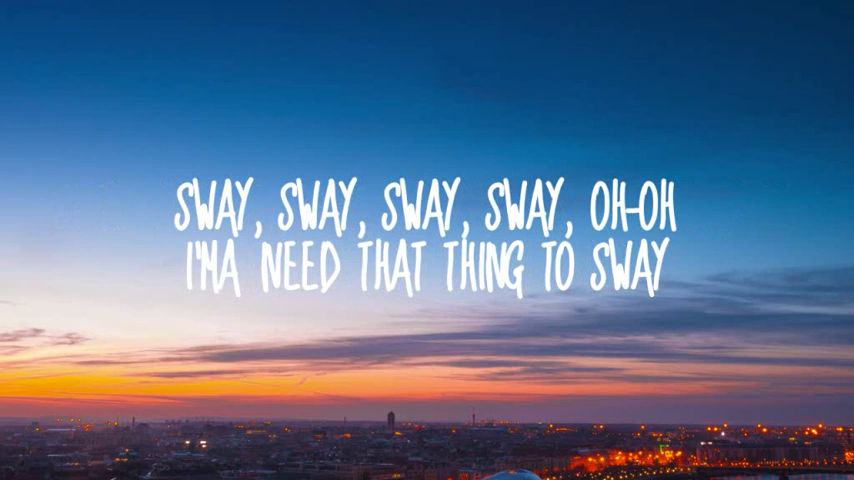 SWAY, SWAY, SWAY, SWAY, OH-OH
I'MA NEED THAT THING TO SWAY